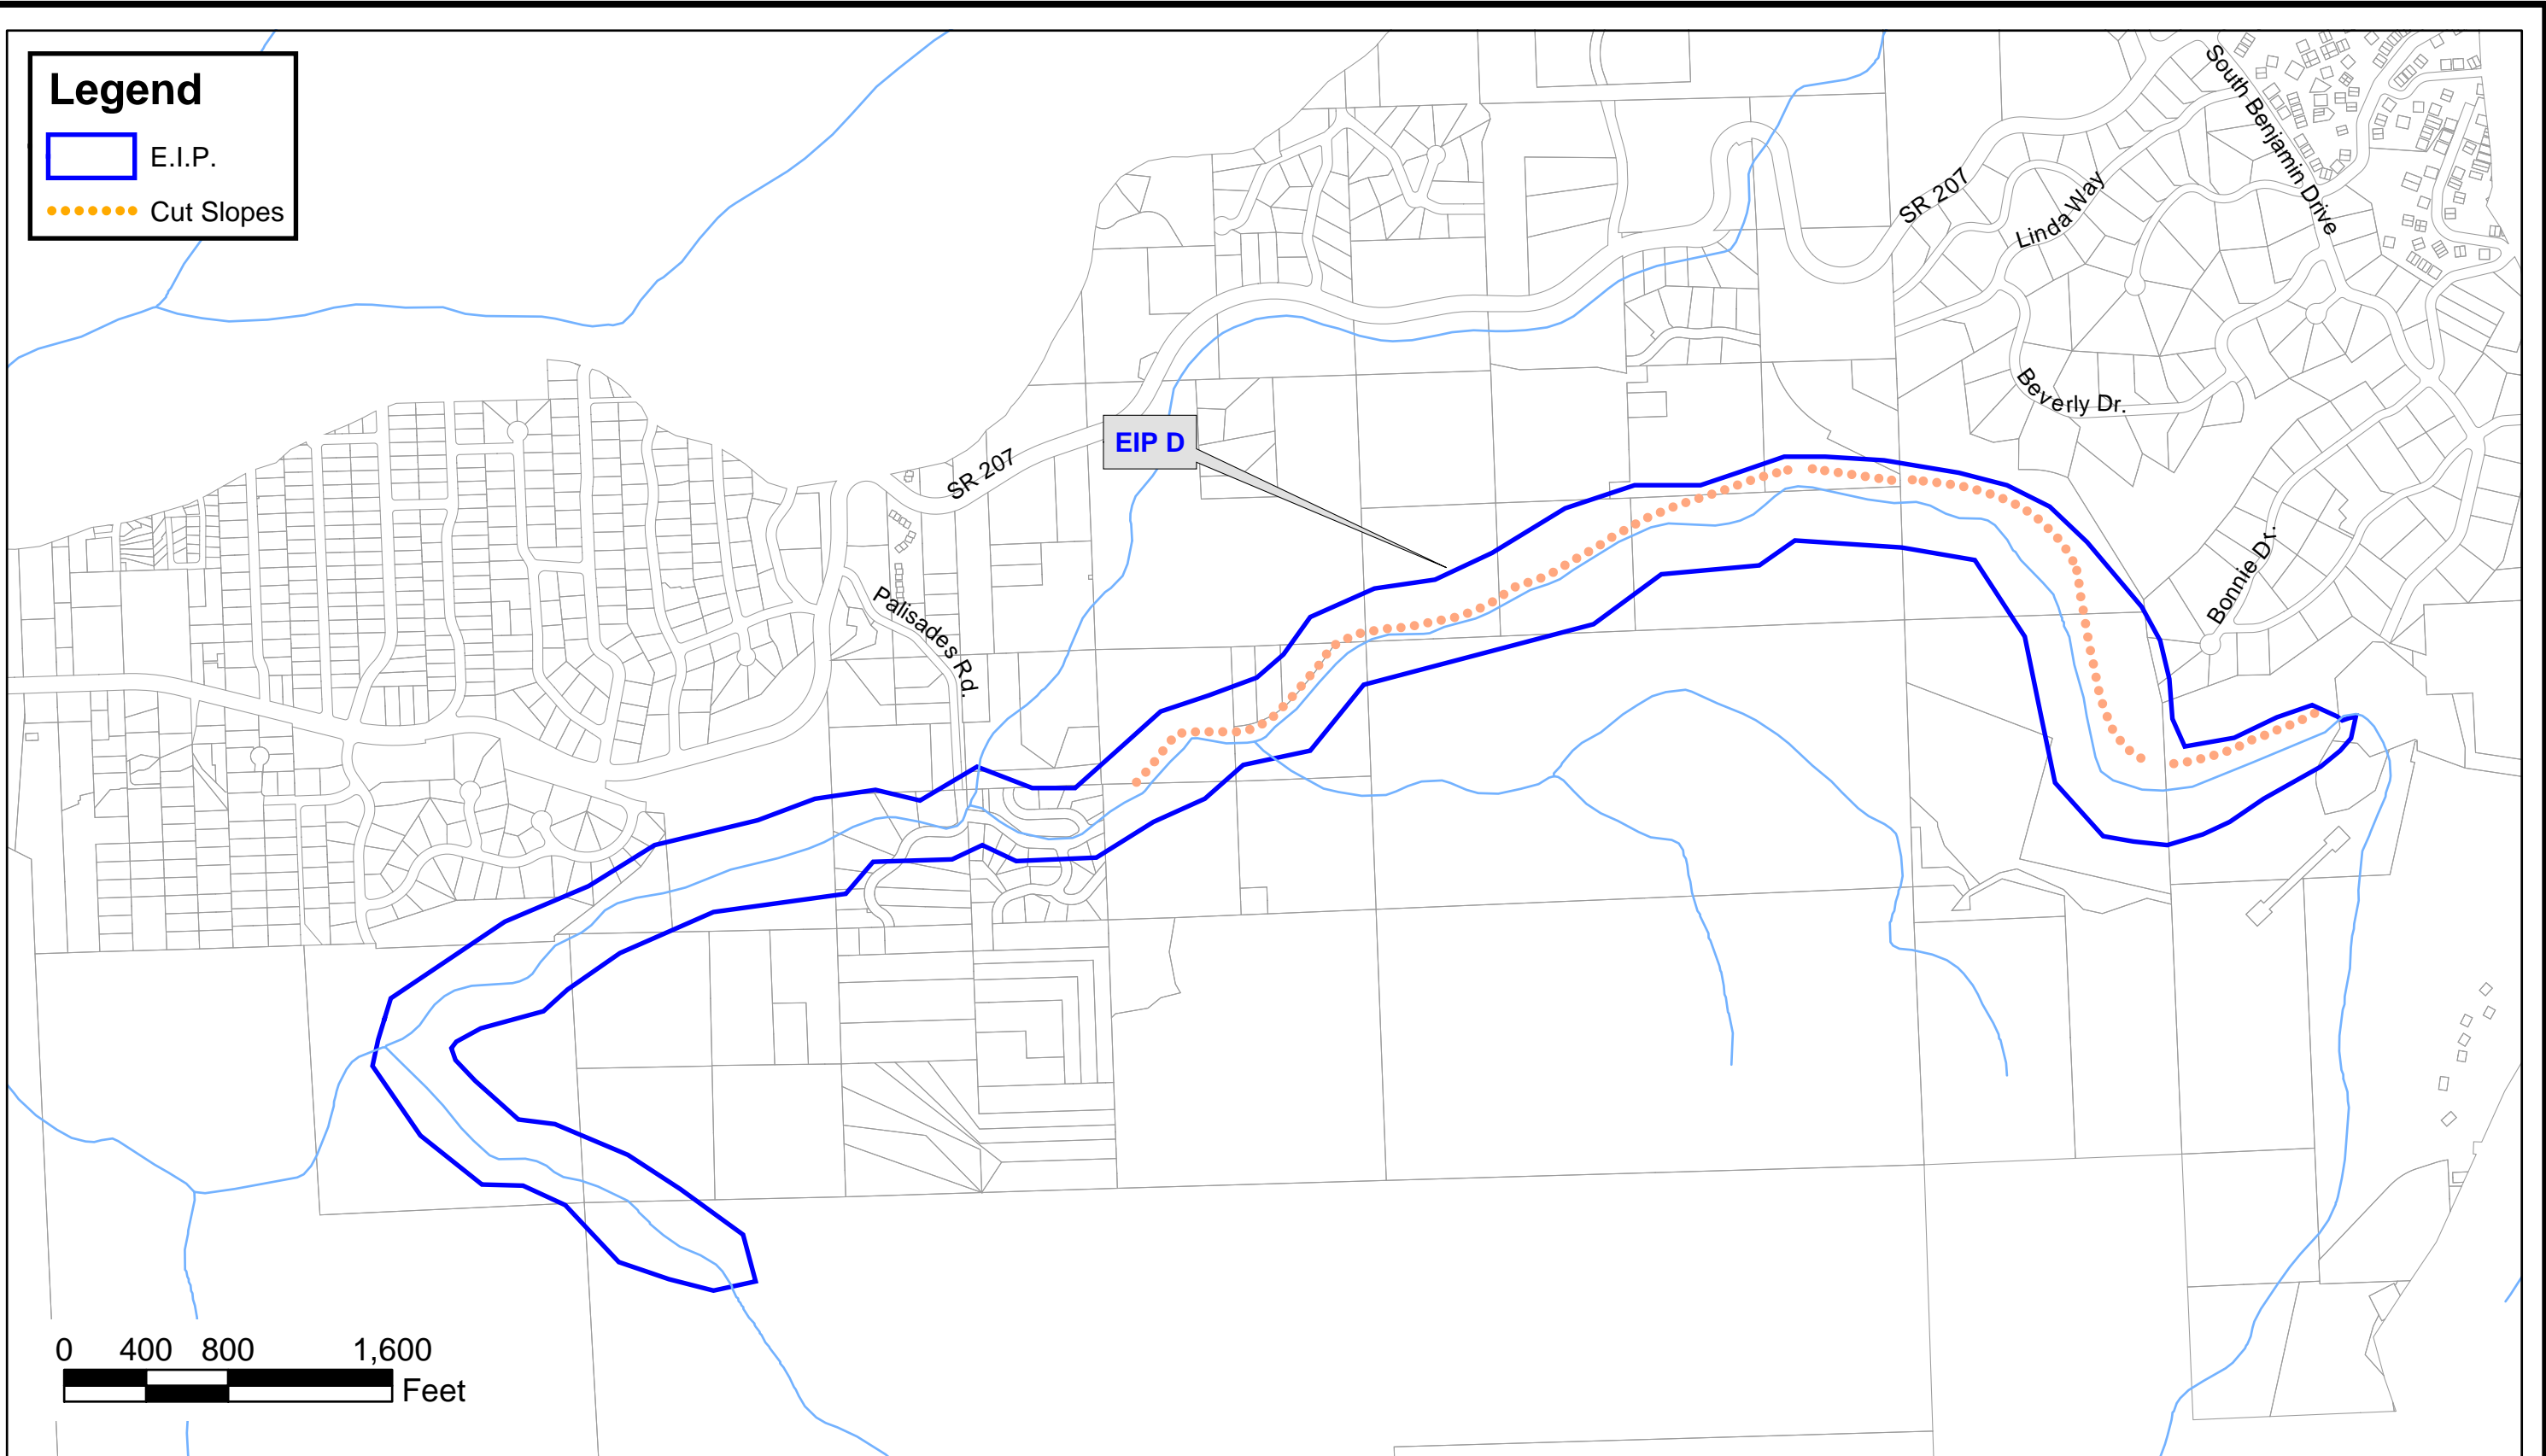 Legend
E.I.P.
Cut Slopes
South Benjamin Drive
SR 207
Linda Way
Beverly Dr.
EIP D
SR 207
Bonnie Dr.
Palisades Rd.
0 400 800 1,600
Feet